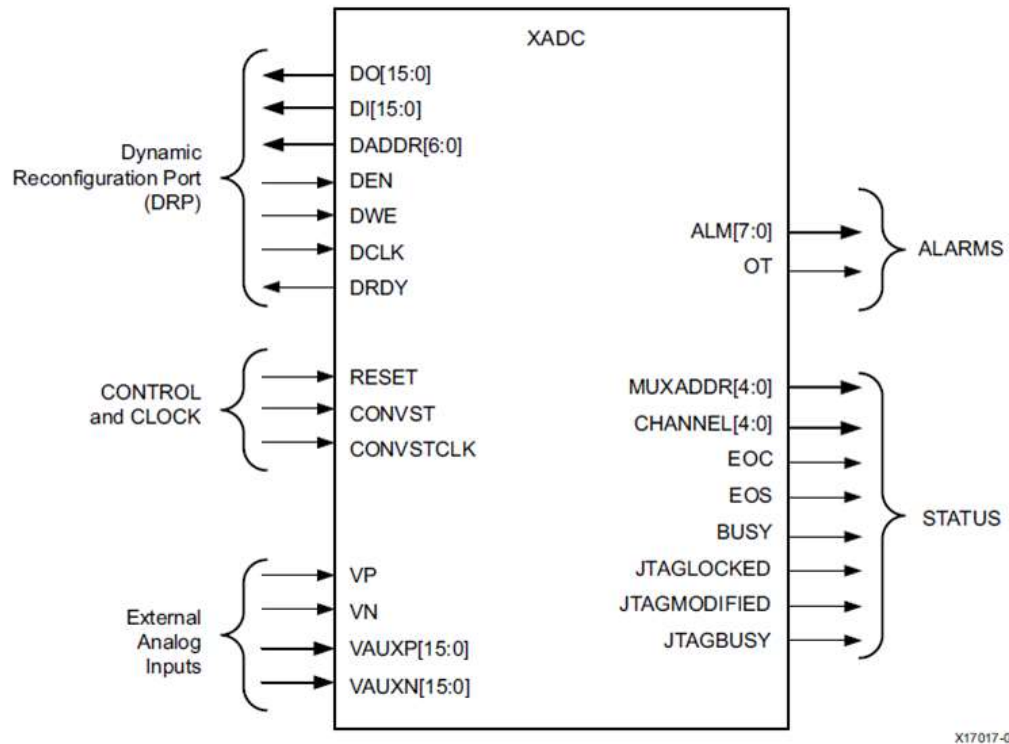 XADC
DO[15:0]
DI[15:0]
DADDR[6:0]
DEN
DWE
DCLK
DRDY
Dynamic
Reconfiguration Port
(DRP)
RESET
CONVST
CONVSTCLK
CONTROL
and CLOCK
VP
VN
VAUXP[15:0]
VAUXN[15:0]
External
Analog
Inputs
ALM[7:0]
OT
ALARMS
MUXADDR[4:0]
CHANNEL[4:0]
EOC
EOS
BUSY
JTAGLOCKED
JTAGMODIFIED
JTAGBUSY
STATUS
X17017-0